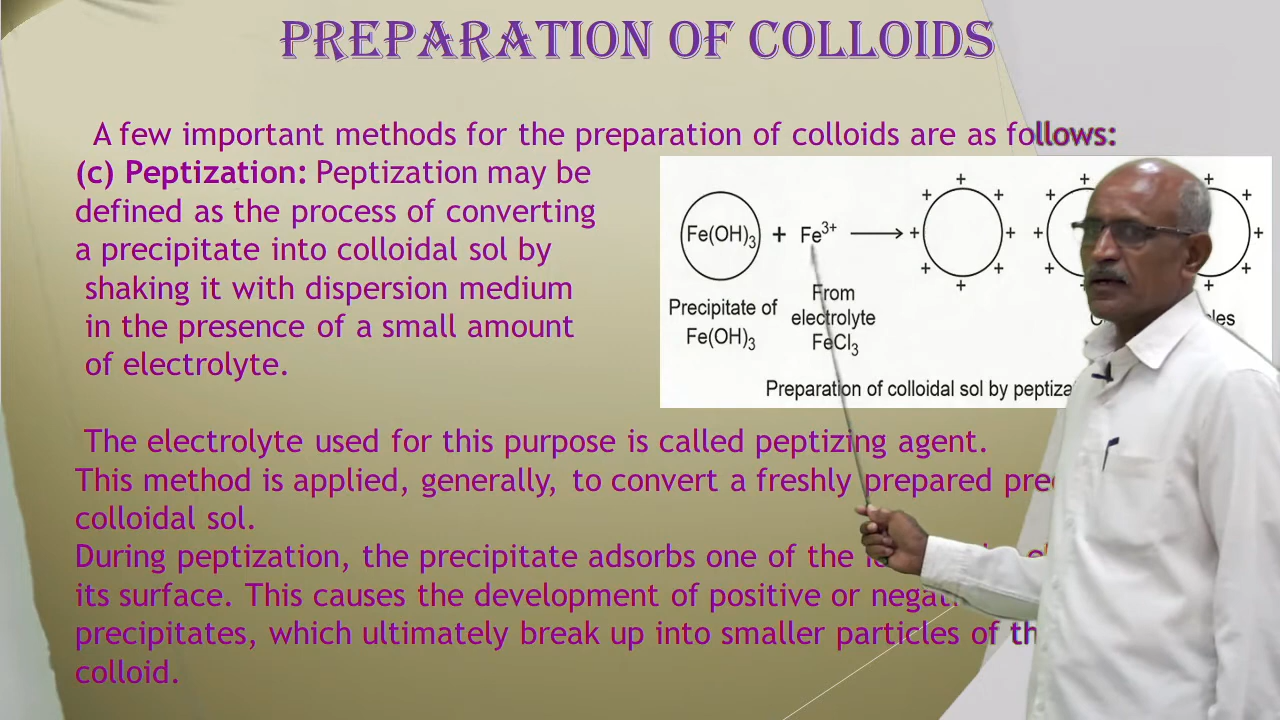 PREPARATION OF COLLOIDS
A few important methods for the preparation of colloids are as follows:
(c) Peptization: Peptization may be
defined as the process of converting
a precipitate into colloidal sol by
shaking it with dispersion medium
in the presence of a small amount
of electrolyte.
Fe(OH)3 + Fe3+
Precipitate of
Fe(OH)3
From
electrolyte
FeCl3
Preparation of colloidal sol by
The electrolyte used for this purpose is called peptizing agent.
This method is applied, generally, to convert a freshly prepared
colloidal sol.
During peptization, the precipitate adsorbs one of the
its surface. This causes the development of positive or
precipitates, which ultimately break up into smaller particles of
colloid.